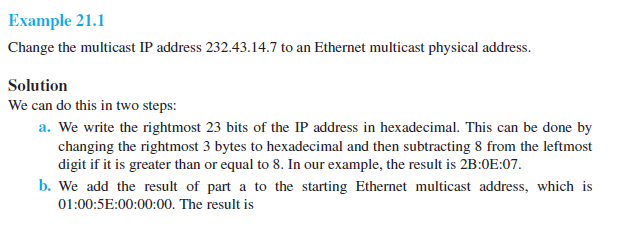 Example 21.1
Change the multicast IP address 232.43.14.7 to an Ethernet multicast physical address.
Solution
We can do this in two steps:
a. We write the rightmost 23 bits of the IP address in hexadecimal. This can be done by
changing the rightmost 3 bytes to hexadecimal and then subtracting 8 from the leftmost
digit if it is greater than or equal to 8. In our example, the result is 2B:0E:07.
b. We add the result of part a to the starting Ethernet multicast address, which is
01:00:5E:00:00:00. The result is